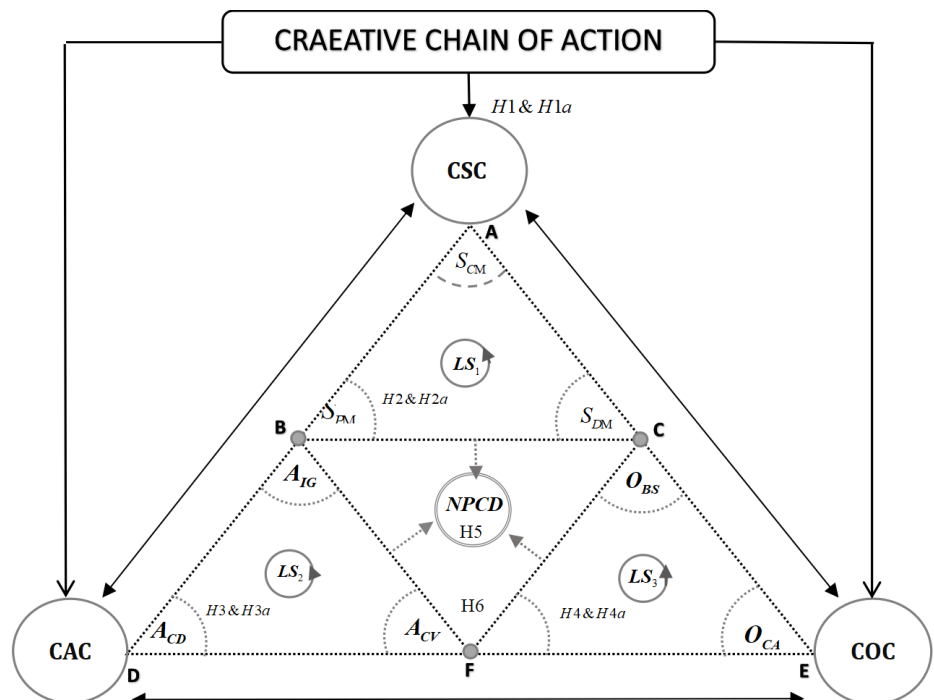 CRAEATIVE CHAIN OF ACTION
H1 & H1a
CSC
A
S_CM
LS_1
H2 & H2a
B
S_PM
S_DM
C
A_IG
O_BS
NPCD
H5
LS_2
LS_3
H3 & H3a
H6
H4 & H4a
CAC
A_CD
A_CV
O_CA
COC
D
F
E